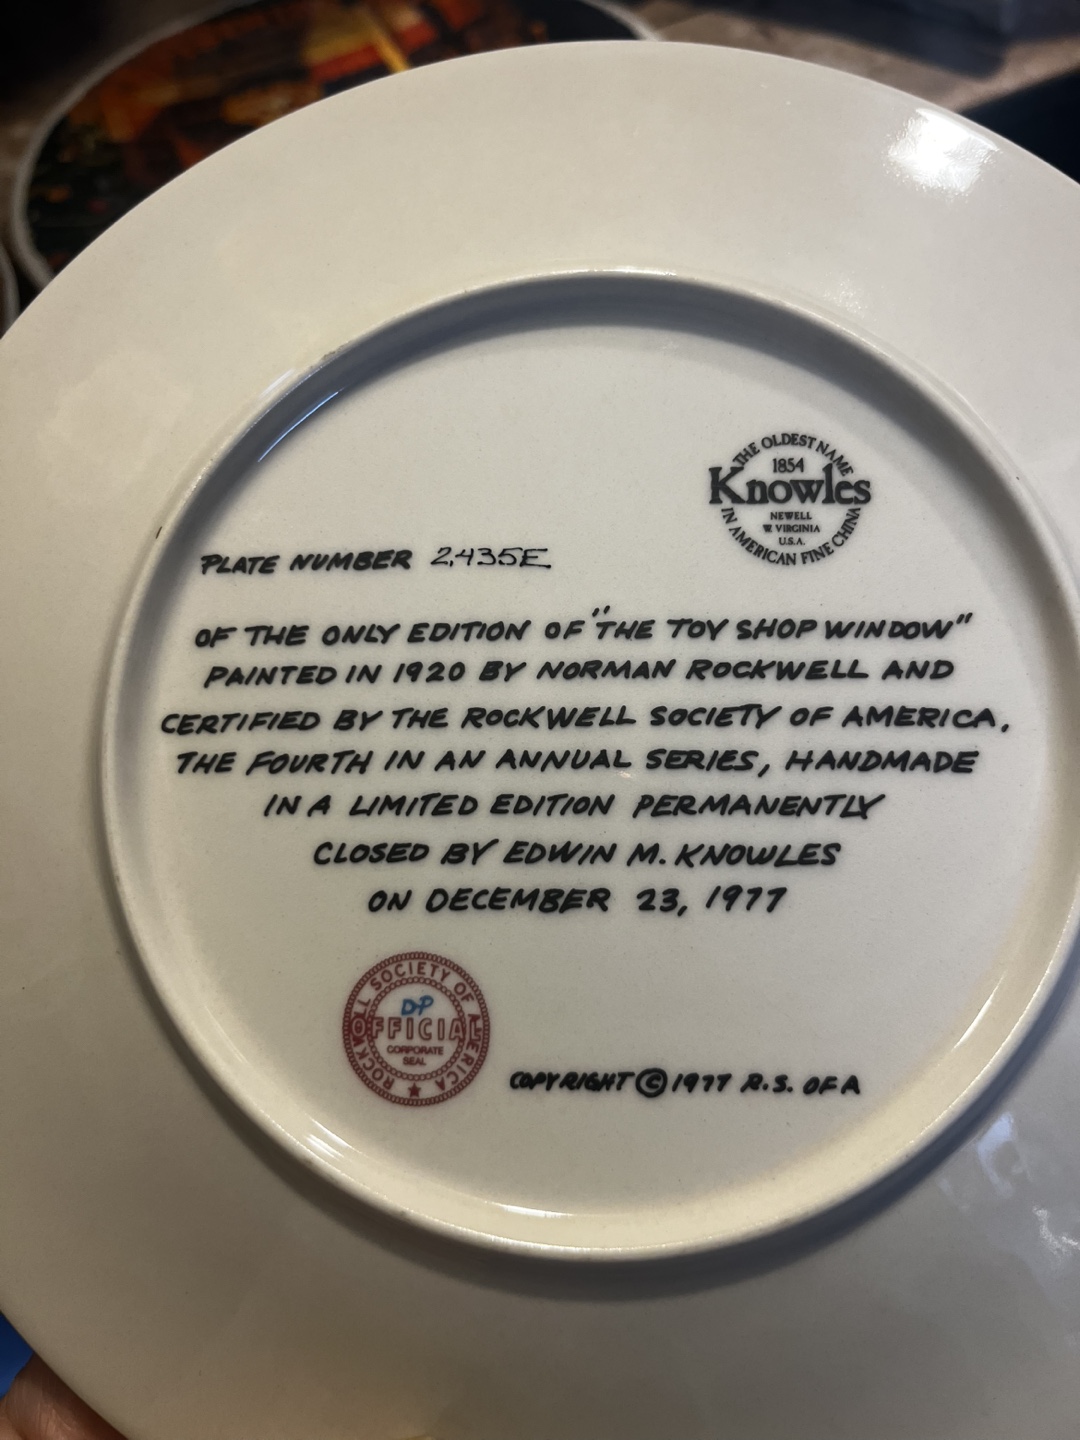 THE OLDEST NAME
1854
Knowles
NEWELL
W. VIRGINIA
U.S.A.
IN AMERICAN FINE CHINA
PLATE NUMBER 2,435E
OF THE ONLY EDITION OF "THE TOY SHOP WINDOW"
PAINTED IN 1920 BY NORMAN ROCKWELL AND
CERTIFIED BY THE ROCKWELL SOCIETY OF AMERICA,
THE FOURTH IN AN ANNUAL SERIES, HANDMADE
IN A LIMITED EDITION PERMANENTLY
CLOSED BY EDWIN M. KNOWLES
ON DECEMBER 23, 1977
ROCKWELL SOCIETY OF AMERICA
DP
OFFICIAL
CORPORATE
SEAL
COPYRIGHT © 1977 R.S. OF A